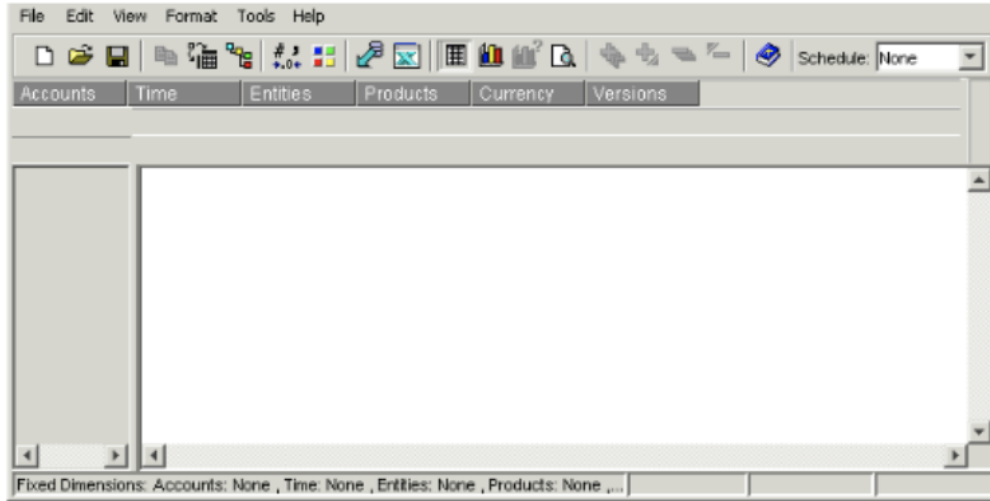 File Edit View Format Tools Help
Schedule: None
Accounts Time Entities Products Currency Versions
Fixed Dimensions: Accounts: None , Time: None , Entities: None , Products: None ,...